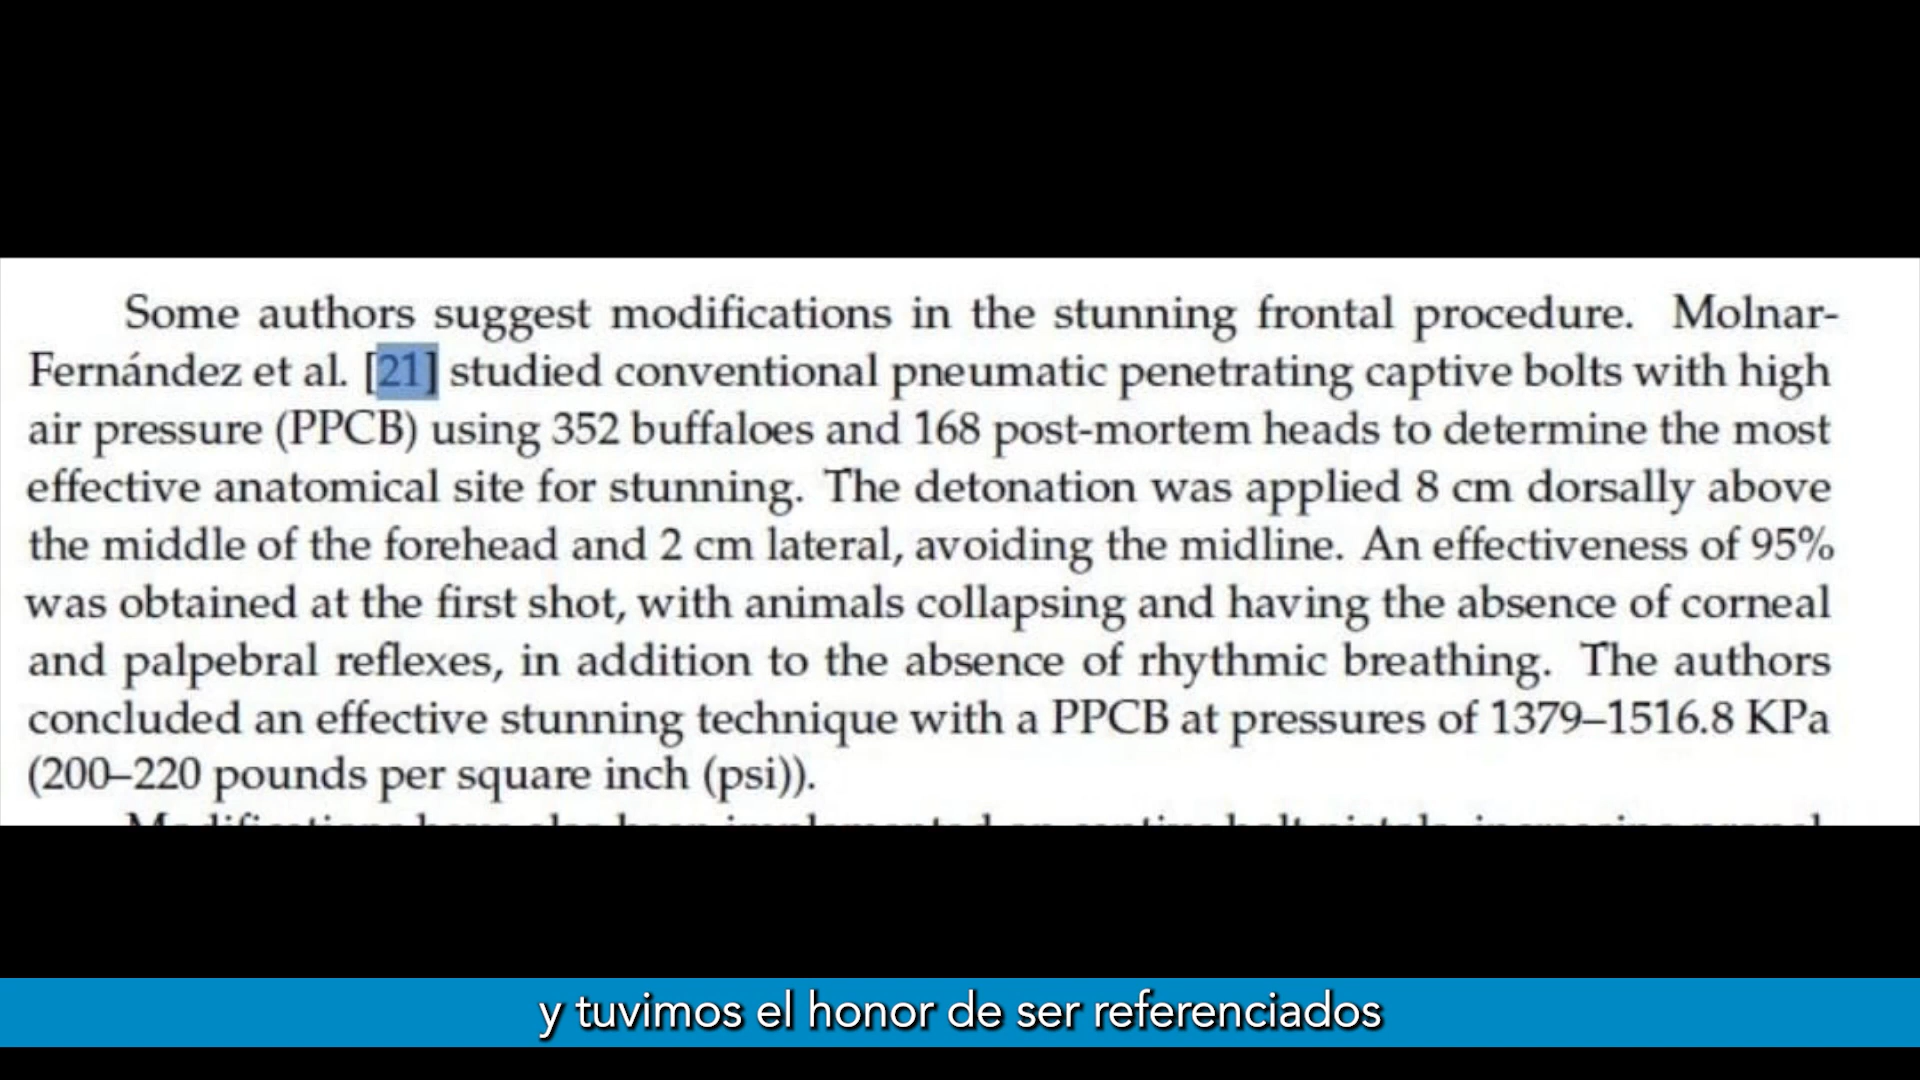 Some authors suggest modifications in the stunning frontal procedure. Molnar-
Fernández et al. [21] studied conventional pneumatic penetrating captive bolts with high
air pressure (PPCB) using 352 buffaloes and 168 post-mortem heads to determine the most
effective anatomical site for stunning. The detonation was applied 8 cm dorsally above
the middle of the forehead and 2 cm lateral, avoiding the midline. An effectiveness of 95%
was obtained at the first shot, with animals collapsing and having the absence of corneal
and palpebral reflexes, in addition to the absence of rhythmic breathing. The authors
concluded an effective stunning technique with a PPCB at pressures of 1379–1516.8 KPa
(200–220 pounds per square inch (psi)).
y tuvimos el honor de ser referenciados